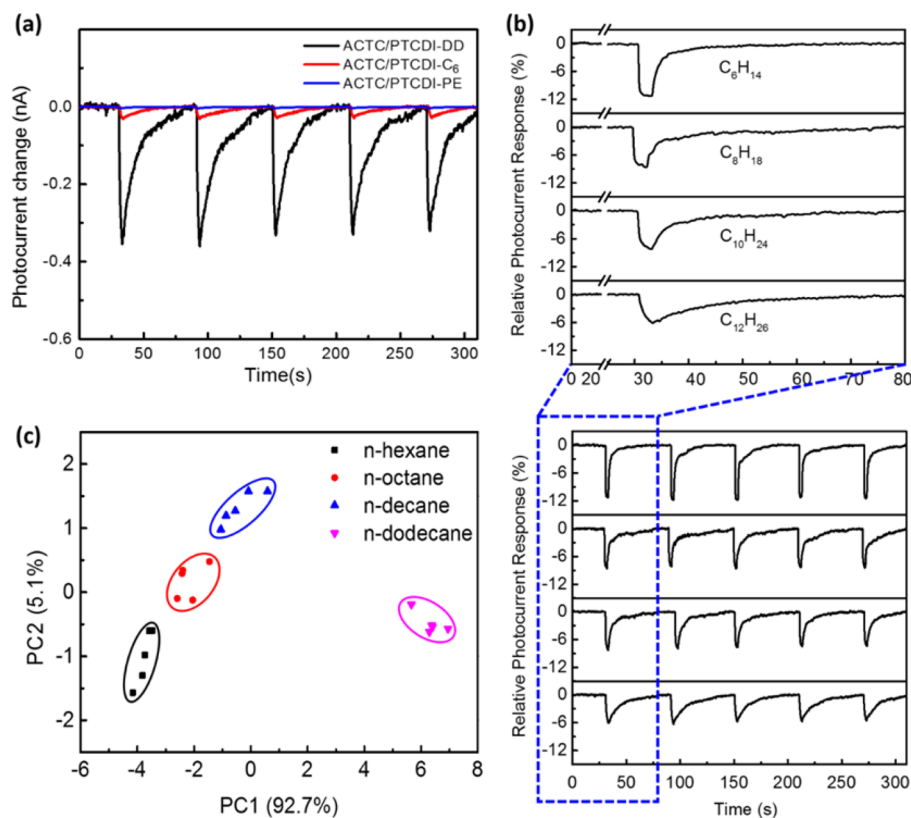 (a)
ACTC/PTCDI-DD
ACTC/PTCDI-C6
ACTC/PTCDI-PE
0.0
-0.2
-0.4
-0.6
Photocurrent change (nA)
0 50 100 150 200 250 300
Time(s)
(b)
0
-6
-12
C6H14
0
-6
-12
C8H18
0
-6
-12
C10H24
0
-6
-12
C12H26
Relative Photocurrent Response (%)
0 20 30 40 50 60 70 80
(c)
n-hexane
n-octane
n-decane
n-dodecane
2
1
0
-1
-2
PC2 (5.1%)
-6 -4 -2 0 2 4 6 8
PC1 (92.7%)
0
-6
-12
0
-6
-12
0
-6
-12
0
-6
-12
Relative Photocurrrent Response (%)
0 50 100 150 200 250 300
Time (s)